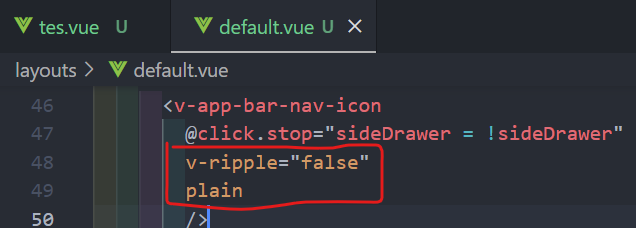 tes.vue U
default.vue U
layouts > default.vue
46 <v-app-bar-nav-icon
47 @click.stop="sideDrawer = !sideDrawer"
48 v-ripple="false"
49 plain
50 />